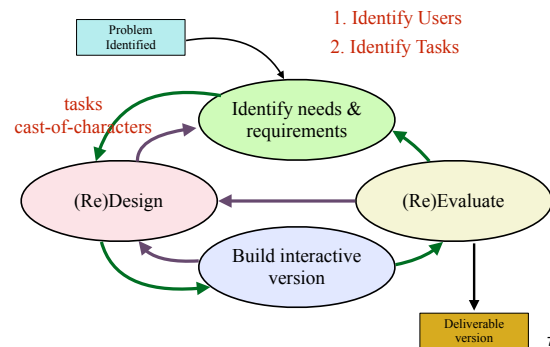 1. Identify Users
2. Identify Tasks
Problem
Identified
tasks
cast-of-characters
Identify needs &
requirements
(Re)Design
(Re)Evaluate
Build interactive
version
Deliverable
version